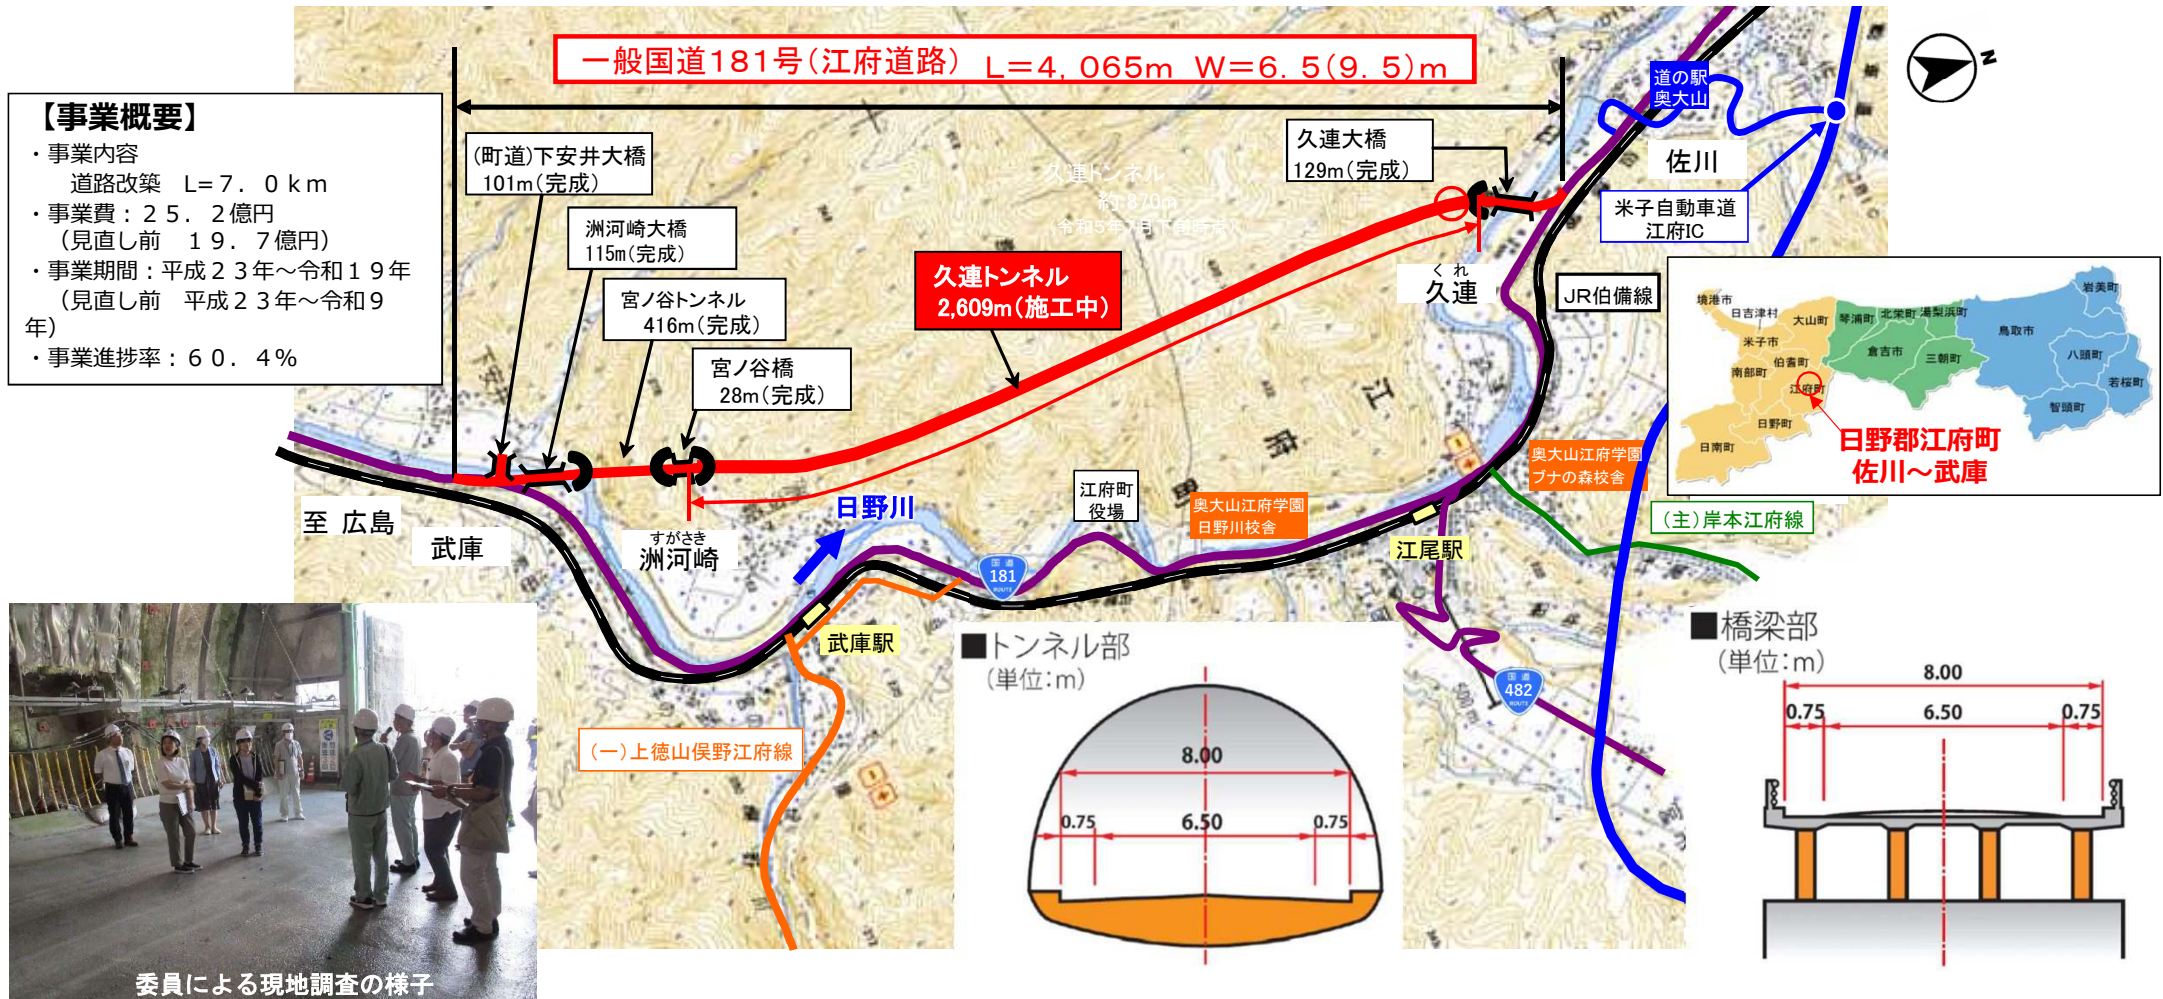 一般国道181号(江府道路) L=4,065m W=6.5(9.5)m
【事業概要】
・事業内容
道路改築 L=7.0km
・事業費：25.2億円
（見直し前 19.7億円）
・事業期間：平成23年～令和19年
（見直し前 平成23年～令和9
年）
・事業進捗率：60.4%
(町道)下安井大橋
101m(完成)
洲河崎大橋
115m(完成)
宮ノ谷トンネル
416m(完成)
宮ノ谷橋
28m(完成)
久連トンネル
約 870m
久連トンネル
2,609m(施工中)
久連大橋
129m(完成)
道の駅
奥大山
佐川
米子自動車道
江府IC
くれ
久連
JR伯備線
N
境港市
日吉津村
米子市
大山町
伯耆町
南部町
江府町
日野町
日南町
琴浦町
北栄町
湯梨浜町
倉吉市
三朝町
鳥取市
岩美町
八頭町
若桜町
智頭町
日野郡江府町
佐川～武庫
至 広島
武庫
すがさき
洲河崎
日野川
江府町
役場
奥大山江府学園
日野川校舎
奥大山江府学園
ブナの森校舎
江尾駅
(主)岸本江府線
国道
181
ROUTE
武庫駅
(一)上徳山俣野江府線
国道
482
ROUTE
江
府
■トンネル部
(単位:m)
8.00
0.75
6.50
0.75
■橋梁部
(単位:m)
8.00
0.75
6.50
0.75
委員による現地調査の様子